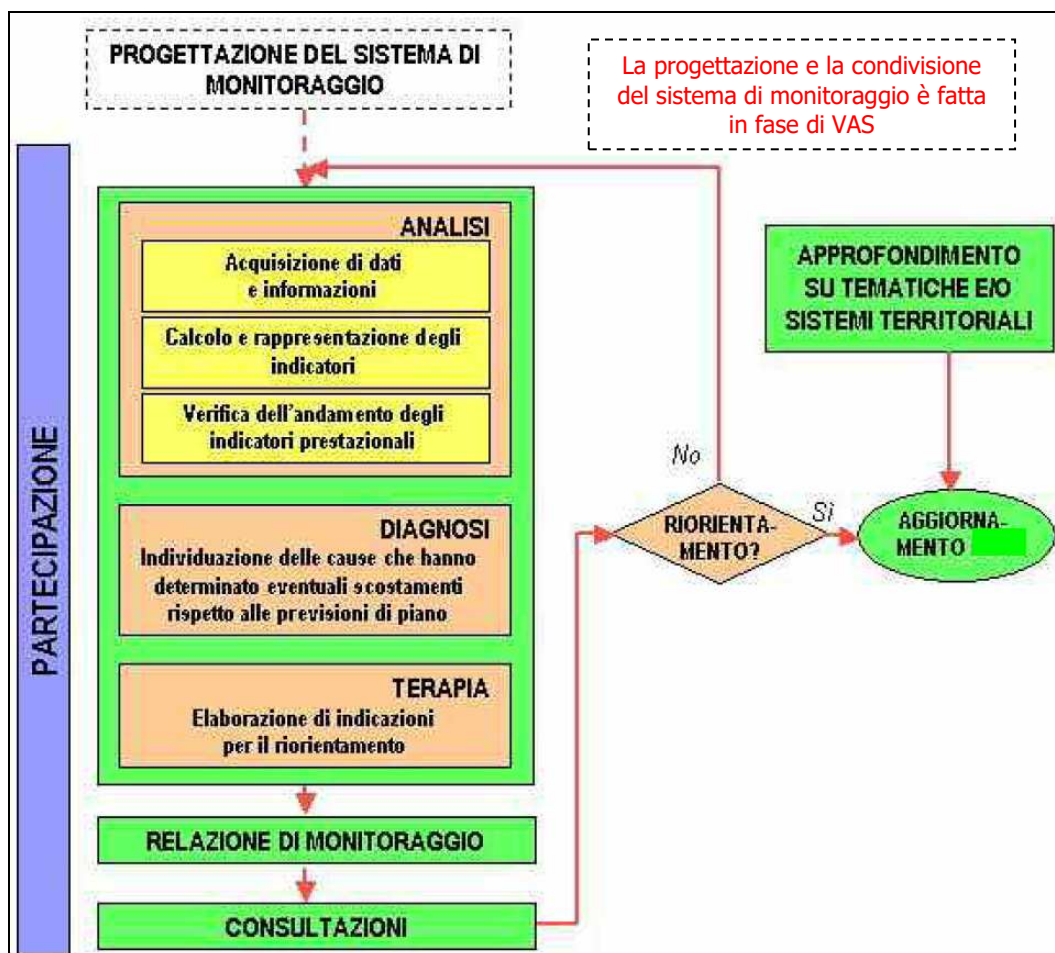 PROGETTAZIONE DEL SISTEMA DI
MONITORAGGIO
La progettazione e la condivisione
del sistema di monitoraggio è fatta
in fase di VAS
PARTECIPAZIONE
ANALISI
Acquisizione di dati
e informazioni
Calcolo e rappresentazione degli
indicatori
Verifica dell'andamento degli
indicatori prestazionali
DIAGNOSI
Individuazione delle cause che hanno
determinato eventuali scostamenti
rispetto alle previsioni di piano
TERAPIA
Elaborazione di indicazioni
per il riorientamento
RELAZIONE DI MONITORAGGIO
CONSULTAZIONI
No
RIORIENTA-
MENTO?
Sì
APPROFONDIMENTO
SU TEMATICHE E/O
SISTEMI TERRITORIALI
AGGIORNA-
MENTO